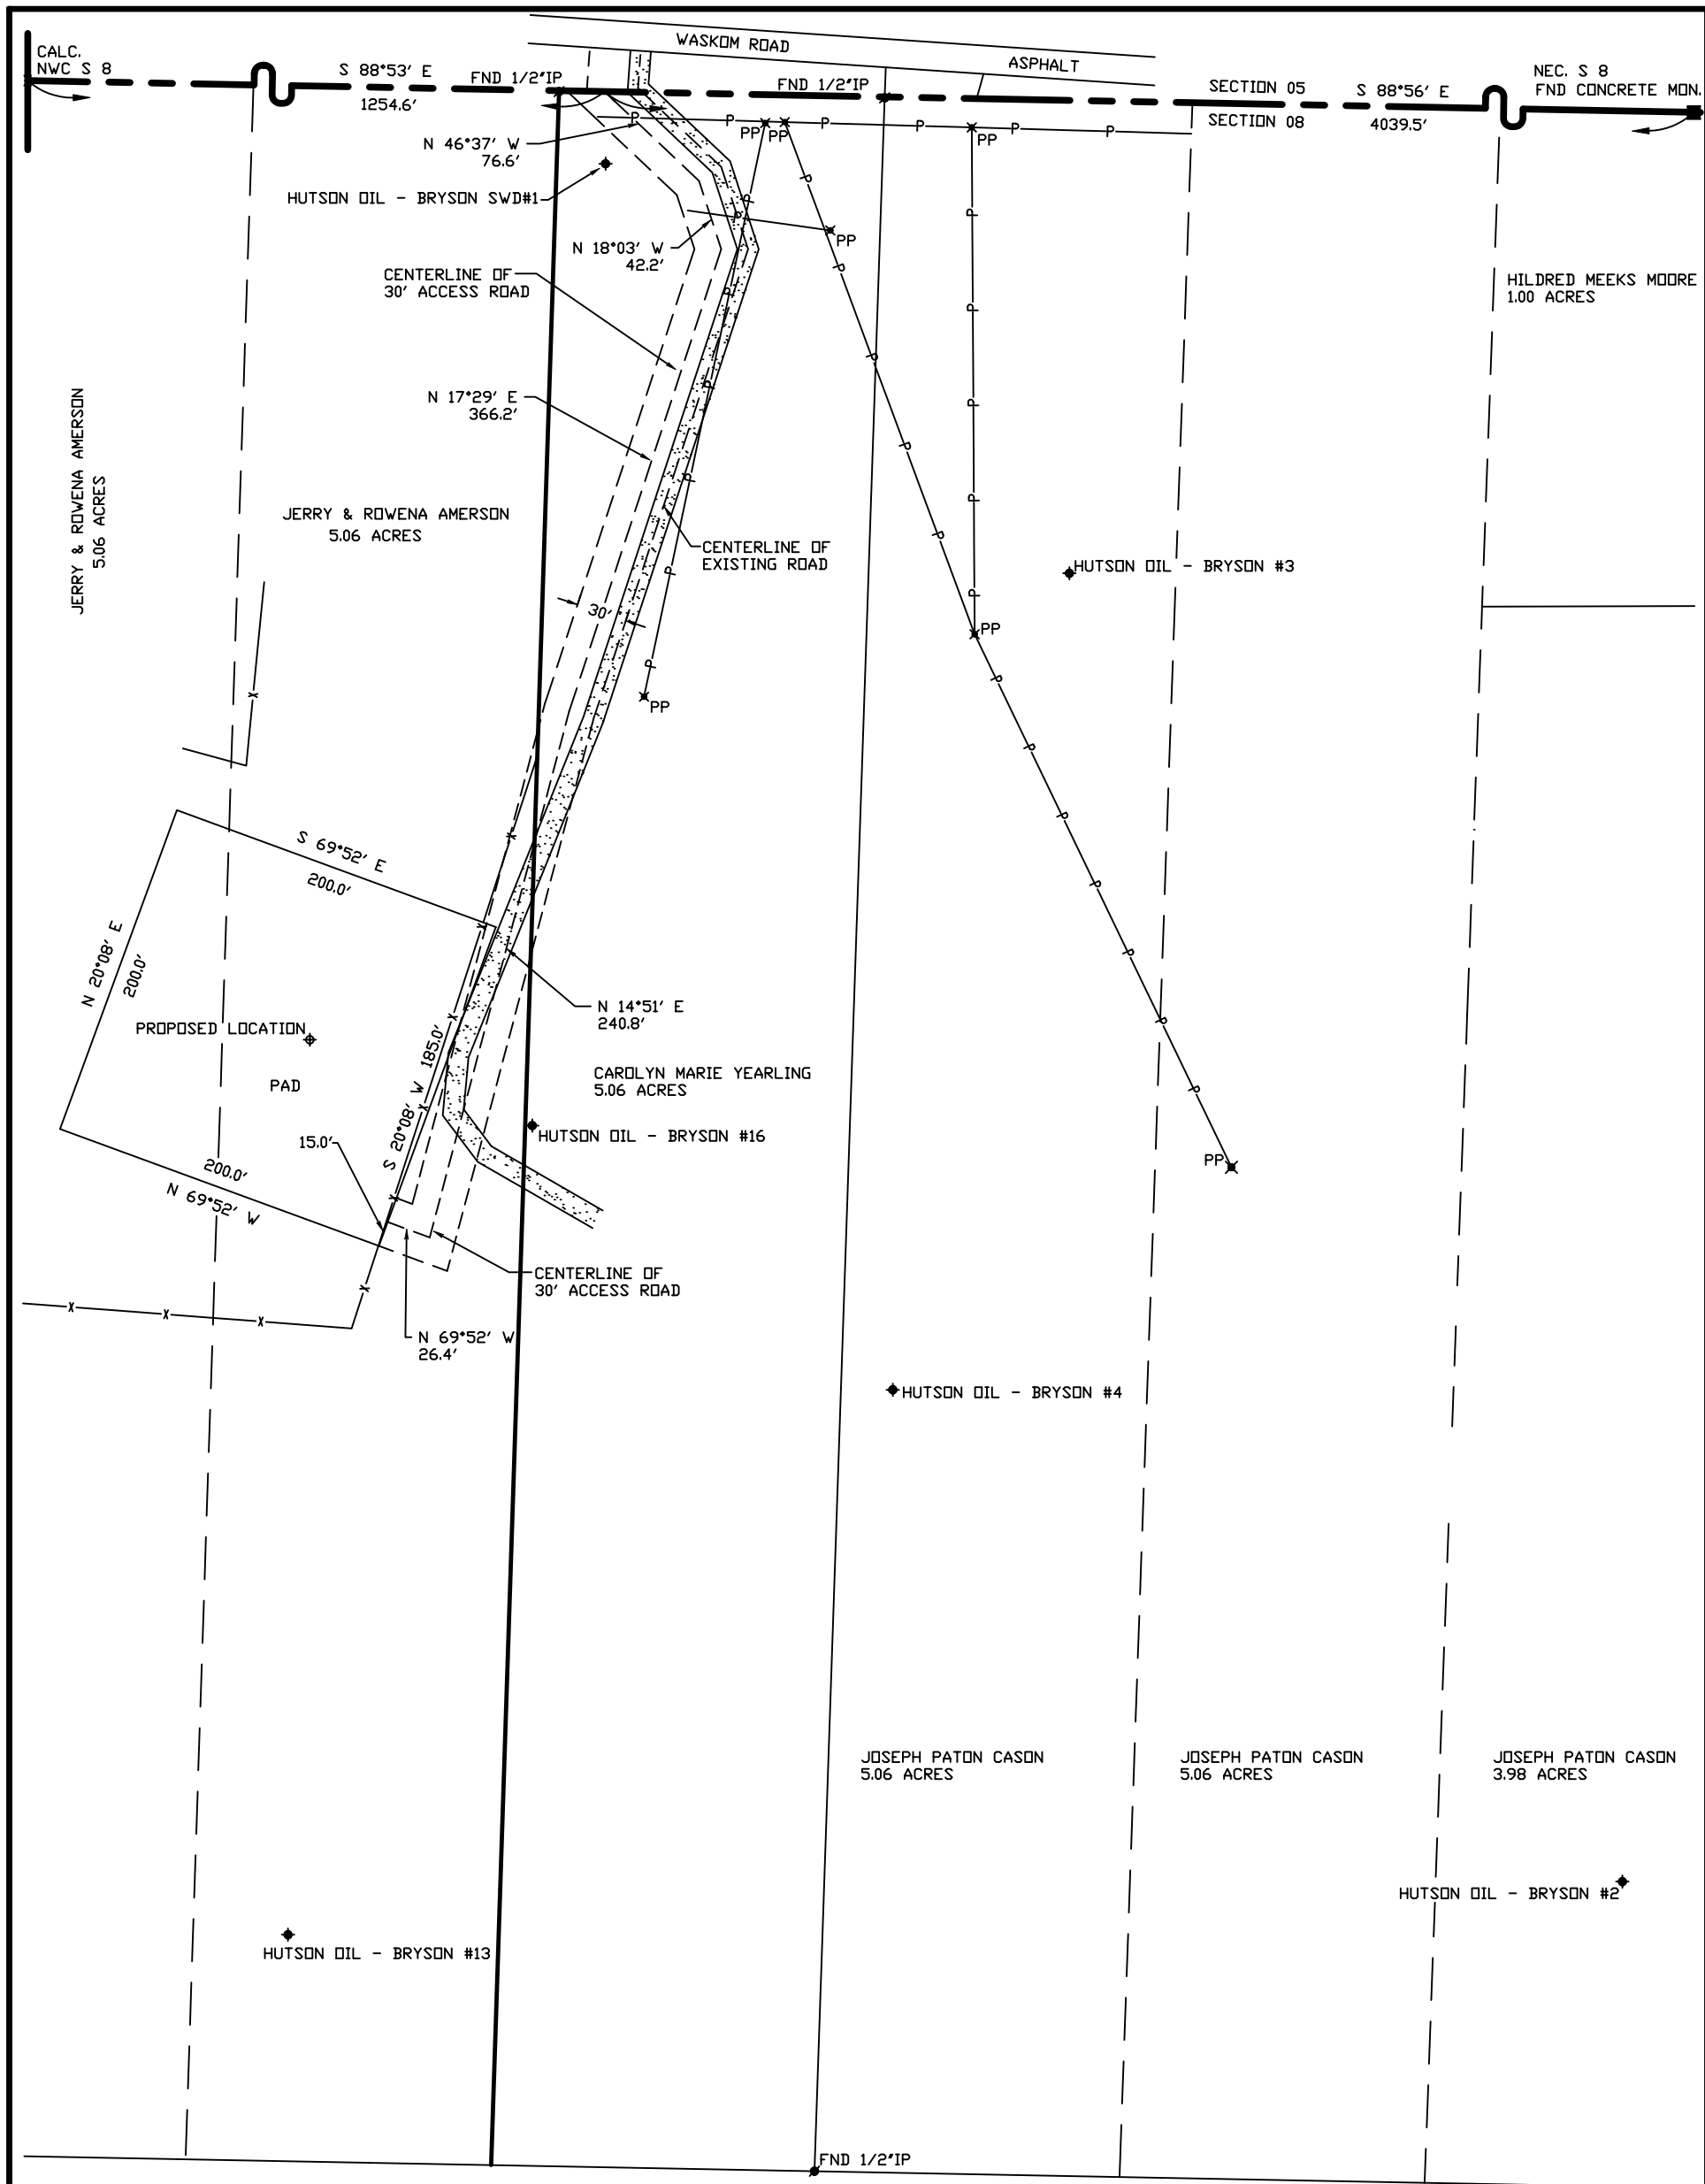 WASKOM ROAD
ASPHALT
CALC.
NWC S 8
S 88°53' E
1254.6'
FND 1/2"IP
FND 1/2"IP
SECTION 05
SECTION 08
S 88°56' E
4039.5'
NEC. S 8
FND CONCRETE MON.
P P P P P P
PP PP
PP
N 46°37' W
76.6'
HUTSON OIL - BRYSON SWD#1
N 18°03' W
42.2'
PP
CENTERLINE OF
30' ACCESS ROAD
HILDRED MEEKS MOORE
1.00 ACRES
N 17°29' E
366.2'
JERRY & ROWENA AMERSON
5.06 ACRES
JERRY & ROWENA AMERSON
5.06 ACRES
CENTERLINE OF
EXISTING ROAD
HUTSON OIL - BRYSON #3
30'
PP
PP
S 69°52' E
200.0'
N 20°08' E
200.0'
N 14°51' E
240.8'
PROPOSED LOCATION
PAD
S 20°08' W 185.0'
CAROLYN MARIE YEARLING
5.06 ACRES
15.0'
HUTSON OIL - BRYSON #16
PP
200.0'
N 69°52' W
CENTERLINE OF
30' ACCESS ROAD
N 69°52' W
26.4'
HUTSON OIL - BRYSON #4
JOSEPH PATON CASON
5.06 ACRES
JOSEPH PATON CASON
5.06 ACRES
JOSEPH PATON CASON
3.98 ACRES
HUTSON OIL - BRYSON #2
HUTSON OIL - BRYSON #13
FND 1/2"IP